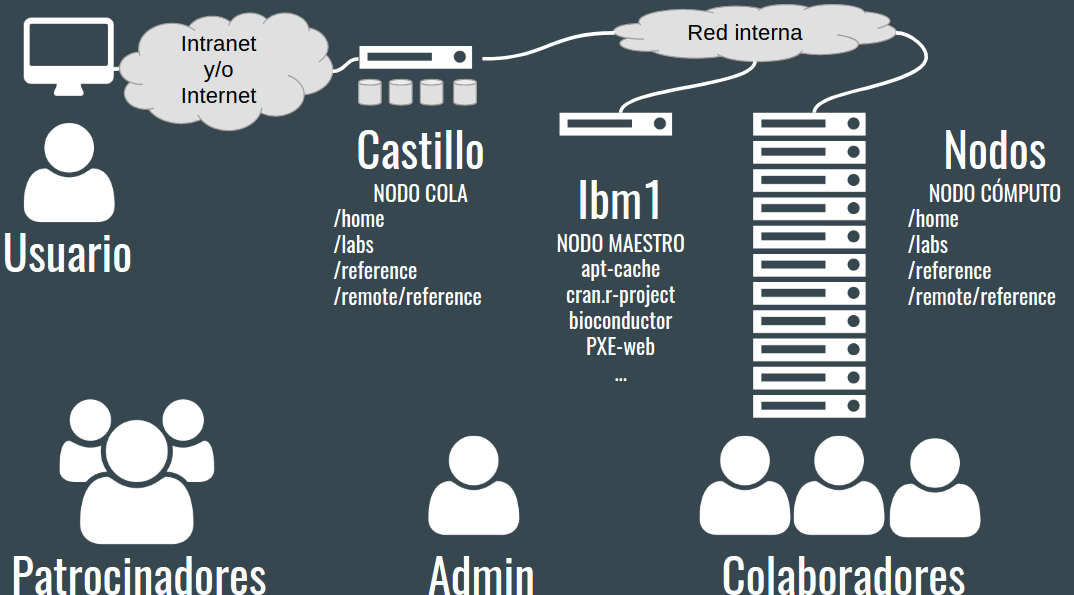 Intranet
y/o
Internet
Red interna
Usuario
Castillo
NODO COLA
/home
/labs
/reference
/remote/reference
Ibm1
NODO MAESTRO
apt-cache
cran.r-project
bioconductor
PXE-web
...
Nodos
NODO CÓMPUTO
/home
/labs
/reference
/remote/reference
Patrocinadores
Admin
Colaboradores